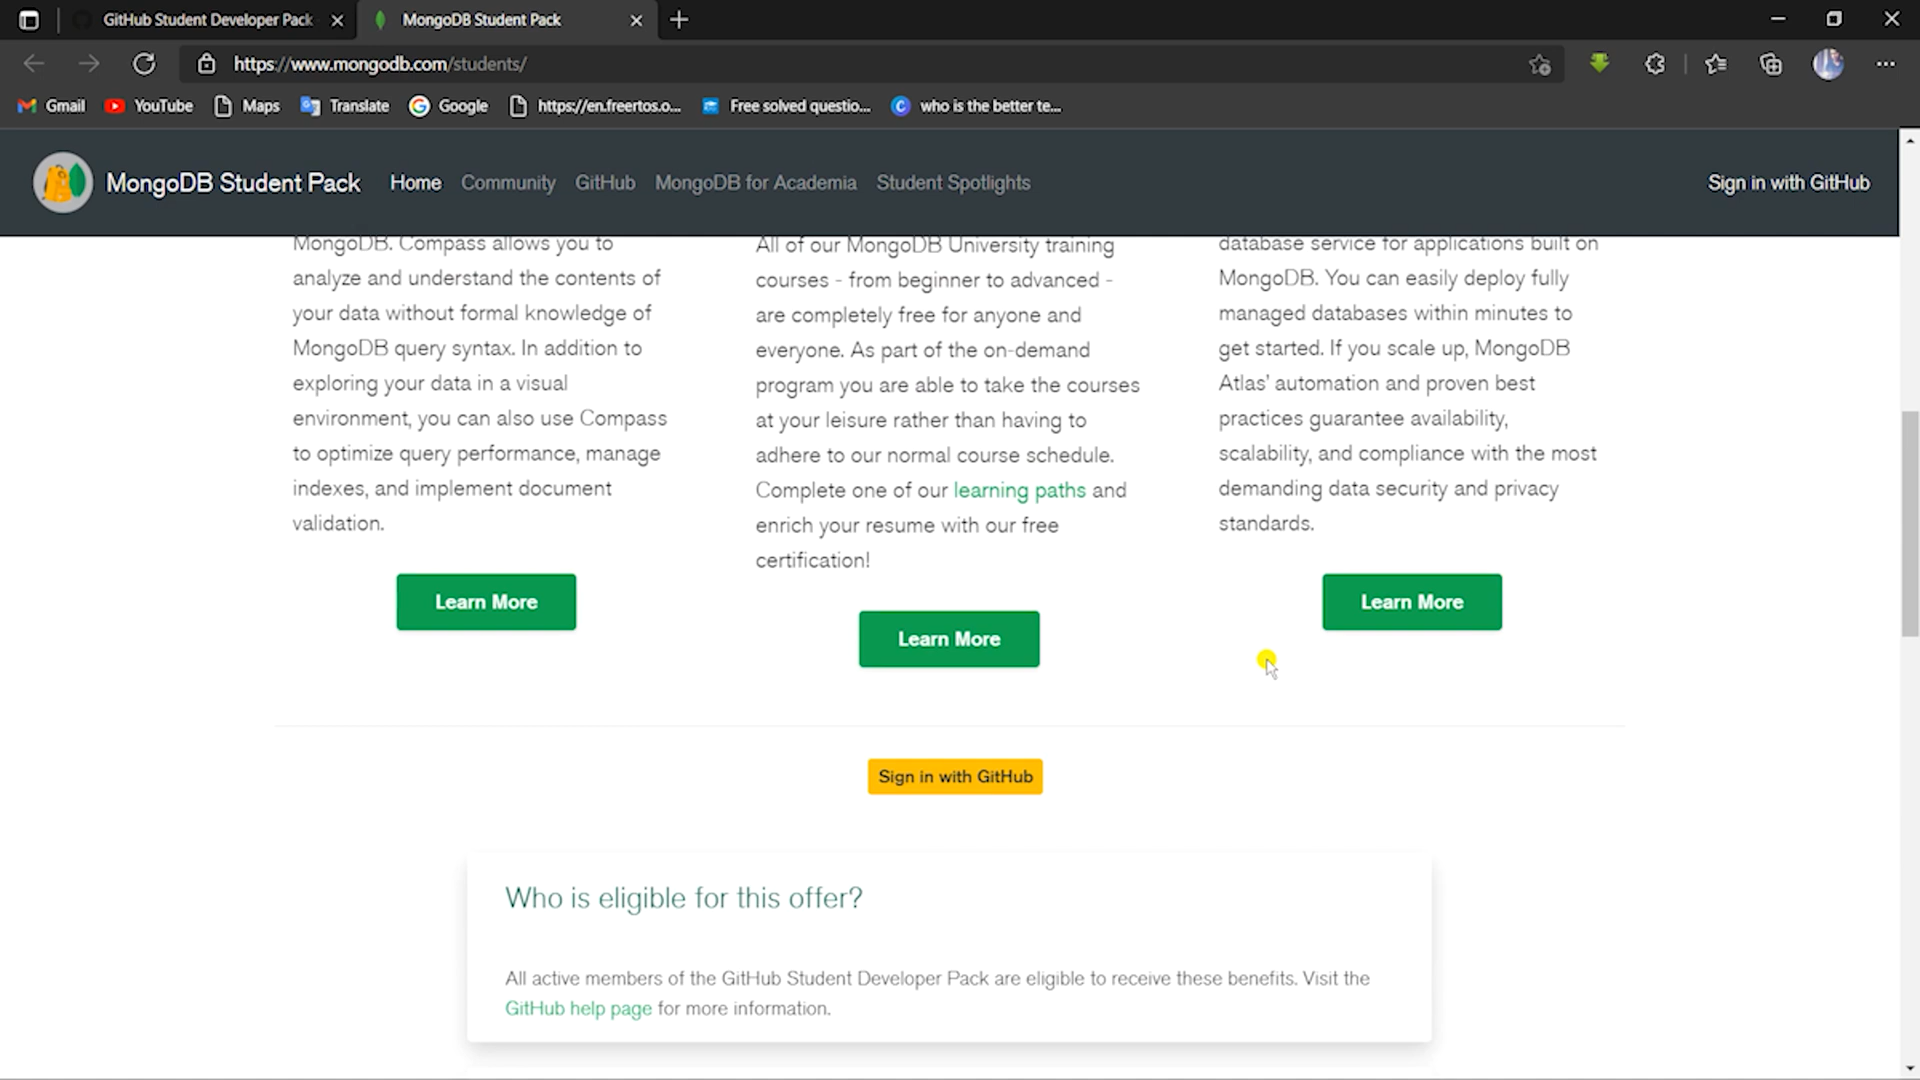 GitHub Student Developer Pack
MongoDB Student Pack
https://www.mongodb.com/students/
Gmail
YouTube
Maps
Translate
Google
https://en.freertos.o...
Free solved questio...
who is the better te...
MongoDB Student Pack
Home
Community
GitHub
MongoDB for Academia
Student Spotlights
Sign in with GitHub
MongoDB. Compass allows you to
analyze and understand the contents of
your data without formal knowledge of
MongoDB query syntax. In addition to
exploring your data in a visual
environment, you can also use Compass
to optimize query performance, manage
indexes, and implement document
validation.
Learn More
All of our MongoDB University training
courses - from beginner to advanced -
are completely free for anyone and
everyone. As part of the on-demand
program you are able to take the courses
at your leisure rather than having to
adhere to our normal course schedule.
Complete one of our learning paths and
enrich your resume with our free
certification!
Learn More
database service for applications built on
MongoDB. You can easily deploy fully
managed databases within minutes to
get started. If you scale up, MongoDB
Atlas' automation and proven best
practices guarantee availability,
scalability, and compliance with the most
demanding data security and privacy
standards.
Learn More
Sign in with GitHub
Who is eligible for this offer?
All active members of the GitHub Student Developer Pack are eligible to receive these benefits. Visit the
GitHub help page for more information.